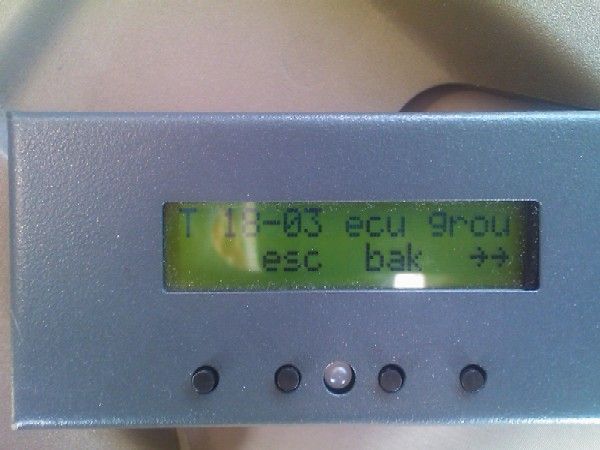 T 18-03 ecu grou
esc bak →→